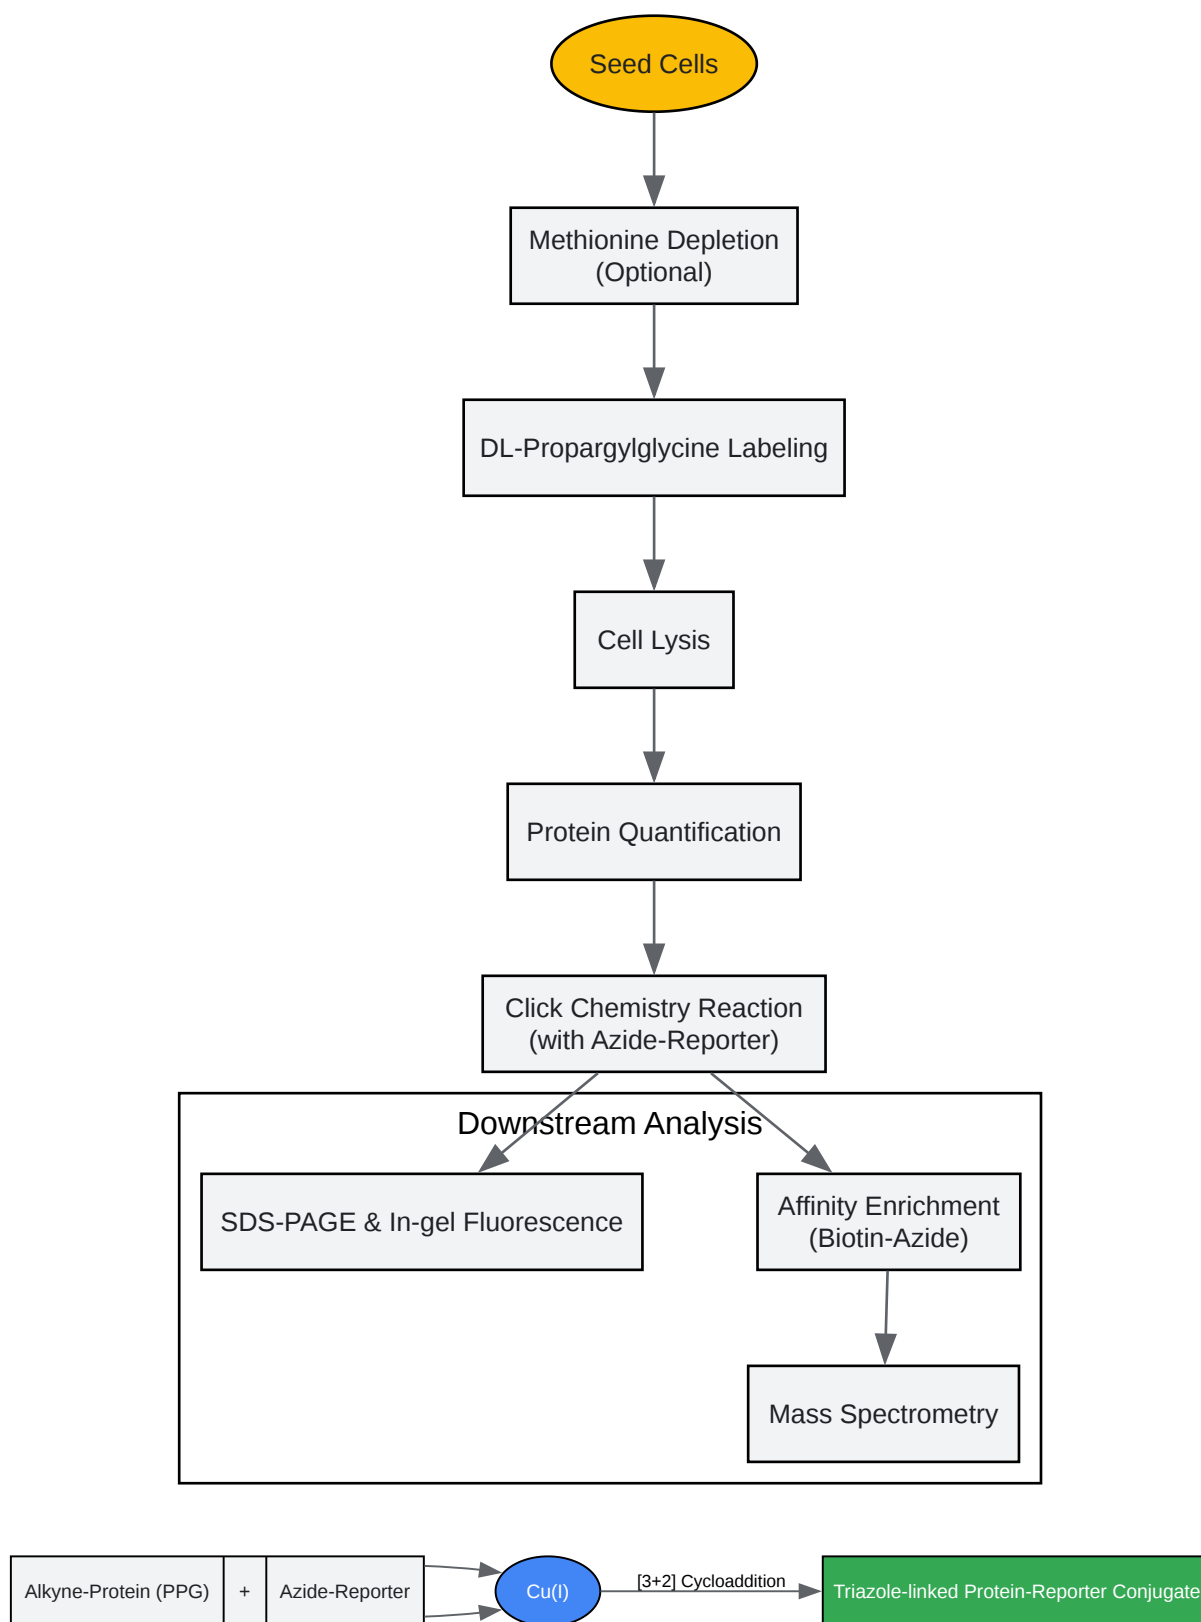 Seed Cells
Methionine Depletion
(Optional)
DL-Propargylglycine Labeling
Cell Lysis
Protein Quantification
Click Chemistry Reaction
(with Azide-Reporter)
Downstream Analysis
SDS-PAGE & In-gel Fluorescence
Affinity Enrichment
(Biotin-Azide)
Mass Spectrometry
Alkyne-Protein (PPG)
+
Azide-Reporter
Cu(I)
[3+2] Cycloaddition
Triazole-linked Protein-Reporter Conjugate